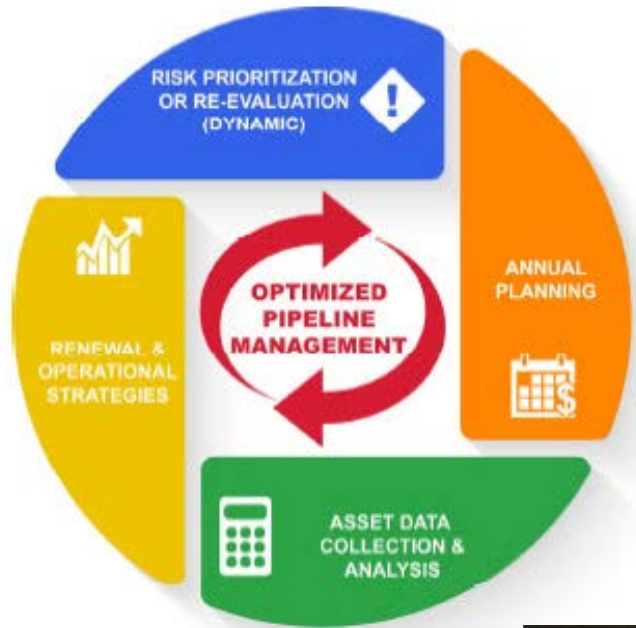 RISK PRIORITIZATION
OR RE-EVALUATION
(DYNAMIC)
ANNUAL
PLANNING
OPTIMIZED
PIPELINE
MANAGEMENT
RENEWAL &
OPERATIONAL
STRATEGIES
ASSET DATA
COLLECTION &
ANALYSIS